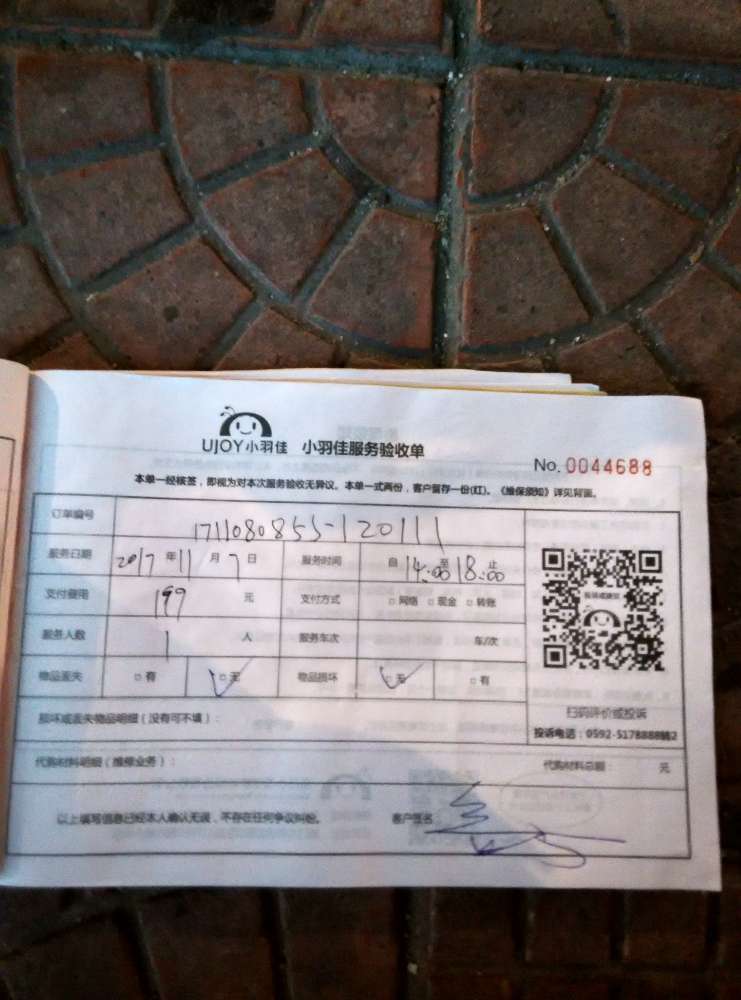 UJOY小羽佳 小羽佳服务验收单
No. 0044688
本单一经核签，即视为对本次服务验收无异议。本单一式两份，客户留存一份(红)。《维保须知》详见背面。
订单编号 1711080855-120111
服务日期 2017 年 11 月 7 日 服务时间 自 14:00 至 18:00 止
支付费用 199 元 支付方式 □网络 □现金 □转账
服务人数 1 人 服务车次 车/次
物品丢失 □有 □无 物品损坏 □无 □有
扫码评价或投诉
损坏或丢失物品明细（没有可不填）:
投诉电话：0592-5178888
代购材料明细（维修业务）: 代购材料总额： 元
以上填写信息已经本人确认无误，不存在任何争议纠纷。 客户签名